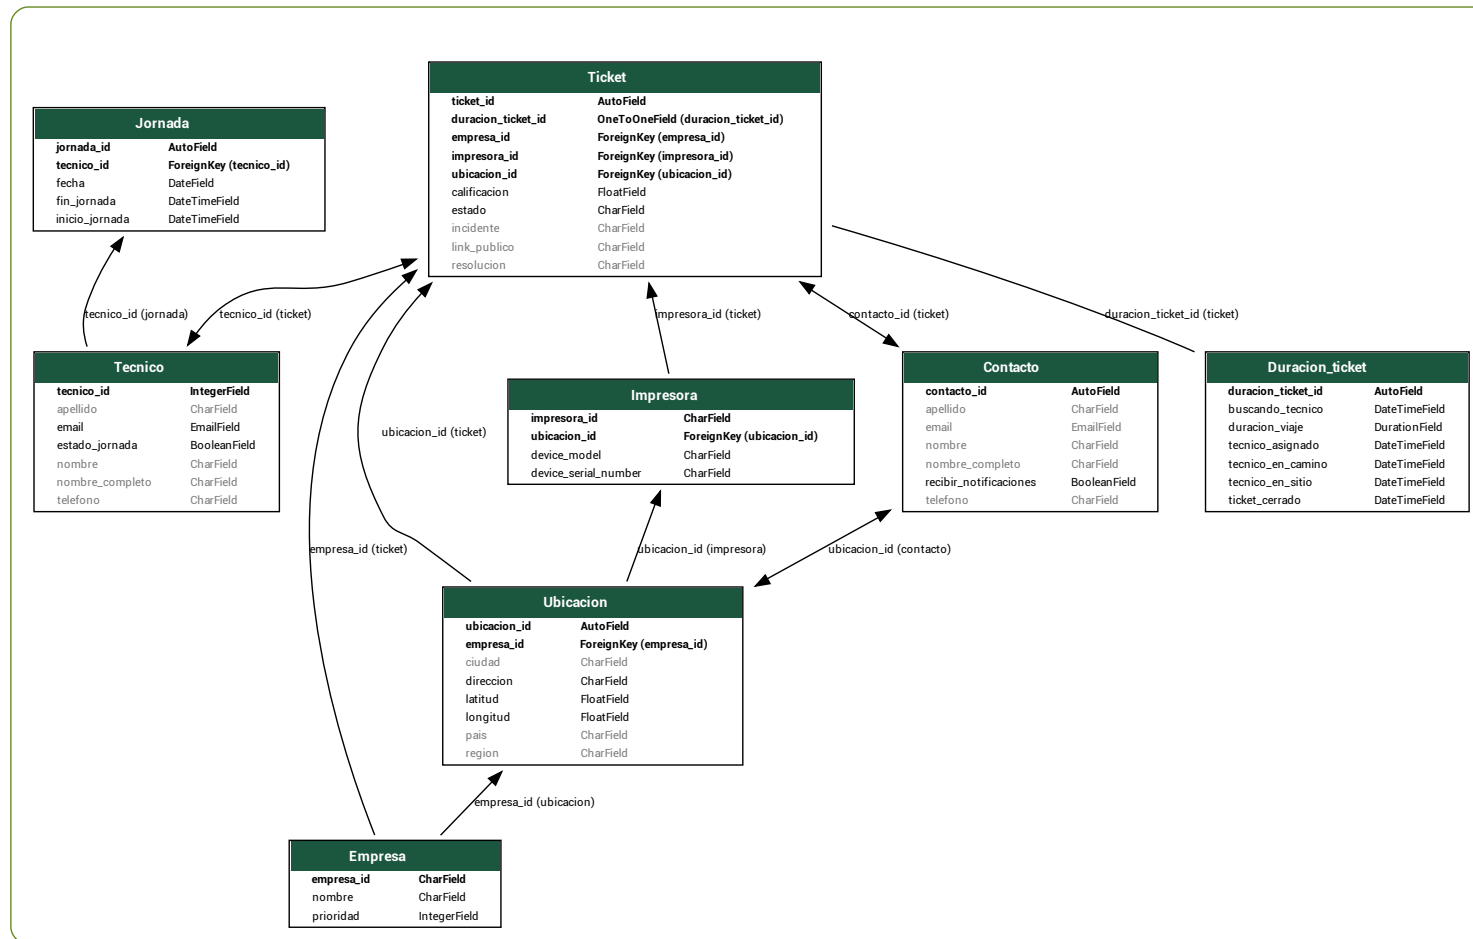 Ticket
ticket_id AutoField
duracion_ticket_id OneToOneField (duracion_ticket_id)
empresa_id ForeignKey (empresa_id)
impresora_id ForeignKey (impresora_id)
ubicacion_id ForeignKey (ubicacion_id)
calificacion FloatField
estado CharField
incidente CharField
link_publico CharField
resolucion CharField
Jornada
jornada_id AutoField
tecnico_id ForeignKey (tecnico_id)
fecha DateField
fin_jornada DateTimeField
inicio_jornada DateTimeField
tecnico_id (jornada)
tecnico_id (ticket)
impresora_id (ticket)
contacto_id (ticket)
duracion_ticket_id (ticket)
Tecnico
tecnico_id IntegerField
apellido CharField
email EmailField
estado_jornada BooleanField
nombre CharField
nombre_completo CharField
telefono CharField
ubicacion_id (ticket)
Impresora
impresora_id CharField
ubicacion_id ForeignKey (ubicacion_id)
device_model CharField
device_serial_number CharField
Contacto
contacto_id AutoField
apellido CharField
email EmailField
nombre CharField
nombre_completo CharField
recibir_notificaciones BooleanField
telefono CharField
Duracion_ticket
duracion_ticket_id AutoField
buscando_tecnico DateTimeField
duracion_viaje DurationField
tecnico_asignado DateTimeField
tecnico_en_camino DateTimeField
tecnico_en_sitio DateTimeField
ticket_cerrado DateTimeField
empresa_id (ticket)
ubicacion_id (impresora)
ubicacion_id (contacto)
Ubicacion
ubicacion_id AutoField
empresa_id ForeignKey (empresa_id)
ciudad CharField
direccion CharField
latitud FloatField
longitud FloatField
pais CharField
region CharField
empresa_id (ubicacion)
Empresa
empresa_id CharField
nombre CharField
prioridad IntegerField